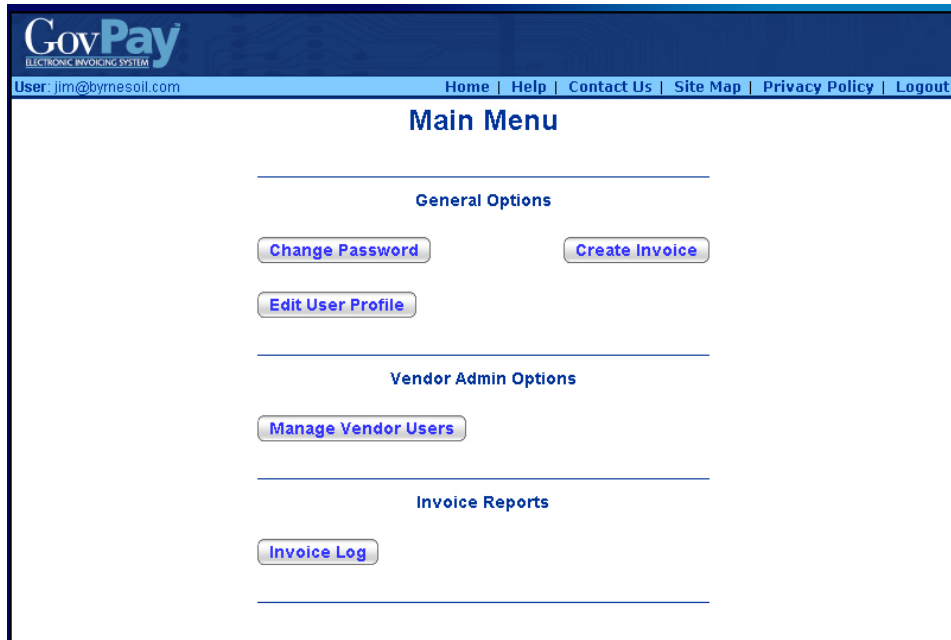 GovPay
ELECTRONIC INVOICING SYSTEM
User: jim@byrnesoil.com Home | Help | Contact Us | Site Map | Privacy Policy | Logout
Main Menu
General Options
Change Password Create Invoice
Edit User Profile
Vendor Admin Options
Manage Vendor Users
Invoice Reports
Invoice Log